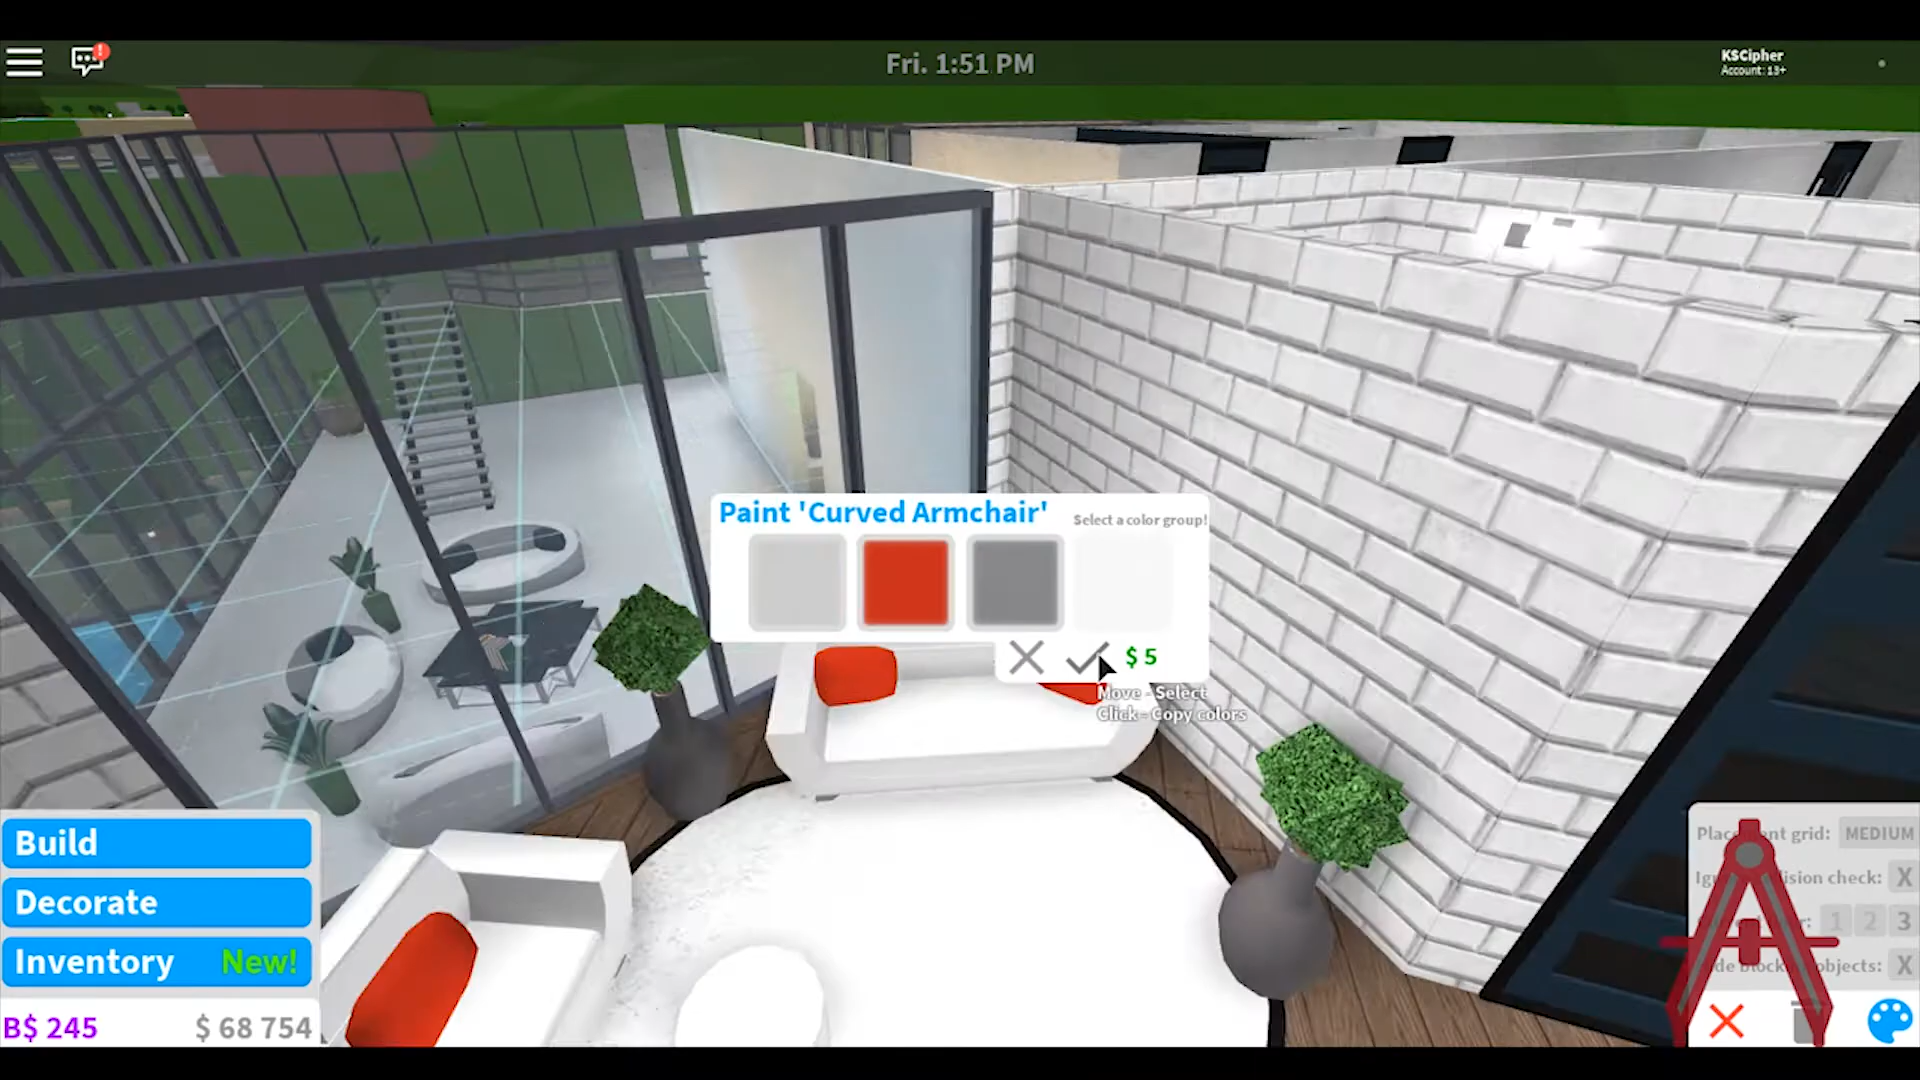 Fri. 1:51 PM
KSCipher
Account: 13+
Paint 'Curved Armchair'
Select a color group!
$ 5
Move - Select
Click - Copy colors
Build
Decorate
Inventory New!
B$ 245 $ 68 754
grid: MEDIUM
check: X
1 2 3
objects: X